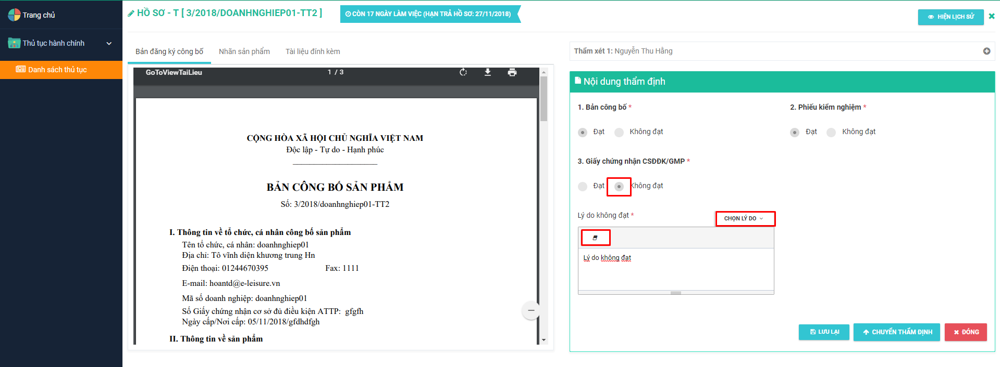 Trang chủ
Thủ tục hành chính
Danh sách thủ tục
HỒ SƠ - T [ 3/2018/DOANHNGHIEP01-TT2 ]
CÒN 17 NGÀY LÀM VIỆC (HẠN TRẢ HỒ SƠ: 27/11/2018)
HIỆN LỊCH SỬ
Bản đăng ký công bố
Nhãn sản phẩm
Tài liệu đính kèm
GoToViewTaiLieu
1 / 3
CỘNG HÒA XÃ HỘI CHỦ NGHĨA VIỆT NAM
Độc lập - Tự do - Hạnh phúc
BẢN CÔNG BỐ SẢN PHẨM
Số: 3/2018/doanhnghiep01-TT2
I. Thông tin về tổ chức, cá nhân công bố sản phẩm
Tên tổ chức, cá nhân: doanhnghiep01
Địa chỉ: Tô vĩnh diện khương trung Hn
Điện thoại: 01244670395 Fax: 1111
E-mail: hoantd@e-leisure.vn
Mã số doanh nghiệp: doanhnghiep01
Số Giấy chứng nhận cơ sở đủ điều kiện ATTP: gfgfh
Ngày cấp/Nơi cấp: 05/11/2018/gfdhdfgh
II. Thông tin về sản phẩm
Thẩm xét 1: Nguyễn Thu Hằng
Nội dung thẩm định
1. Bản công bố *
Đạt Không đạt
2. Phiếu kiểm nghiệm *
Đạt Không đạt
3. Giấy chứng nhận CSĐĐK/GMP *
Đạt Không đạt
Lý do không đạt *
CHỌN LÝ DO
Lý do không đạt
LƯU LẠI
CHUYỂN THẨM ĐỊNH
ĐÓNG